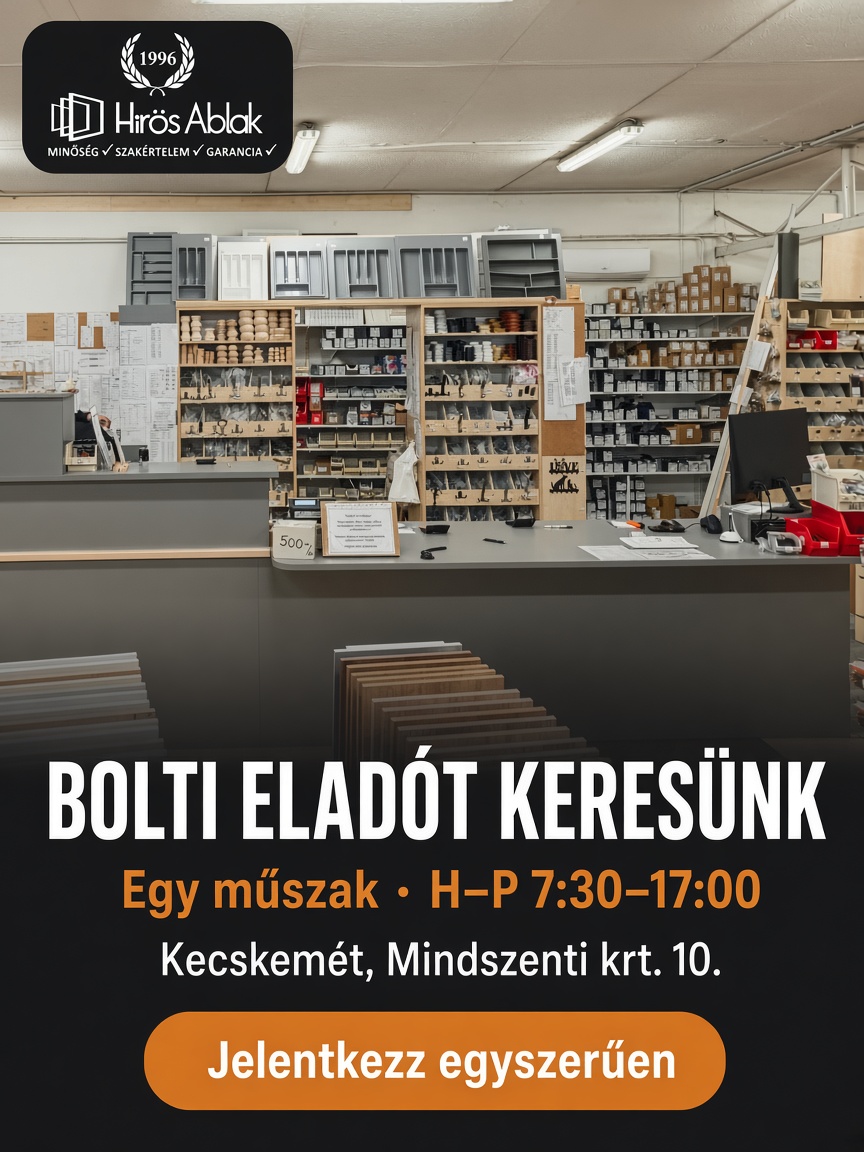 1996
Hírös Ablak
MINŐSÉG ✓ SZAKÉRTELEM ✓ GARANCIA ✓
500-/
BOLTI ELADÓT KERESÜNK
Egy műszak • H–P 7:30–17:00
Kecskemét, Mindszenti krt. 10.
Jelentkezz egyszerűen